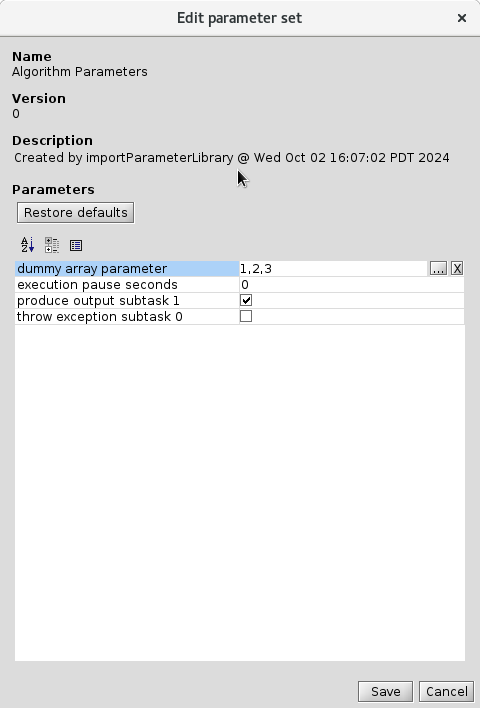 Edit parameter set
Name
Algorithm Parameters
Version
0
Description
Created by importParameterLibrary @ Wed Oct 02 16:07:02 PDT 2024
Parameters
Restore defaults
dummy array parameter 1,2,3 ... X
execution pause seconds 0
produce output subtask 1
throw exception subtask 0
Save Cancel